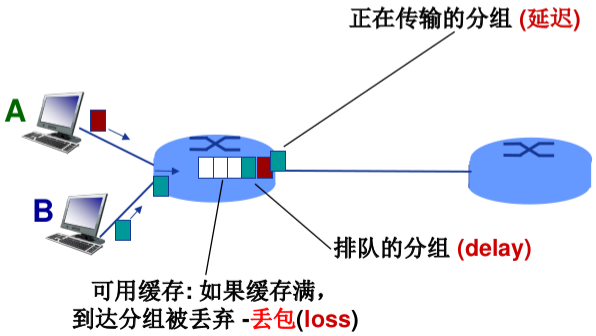 正在传输的分组 (延迟)
A
B
排队的分组 (delay)
可用缓存: 如果缓存满，
到达分组被丢弃 -丢包(loss)